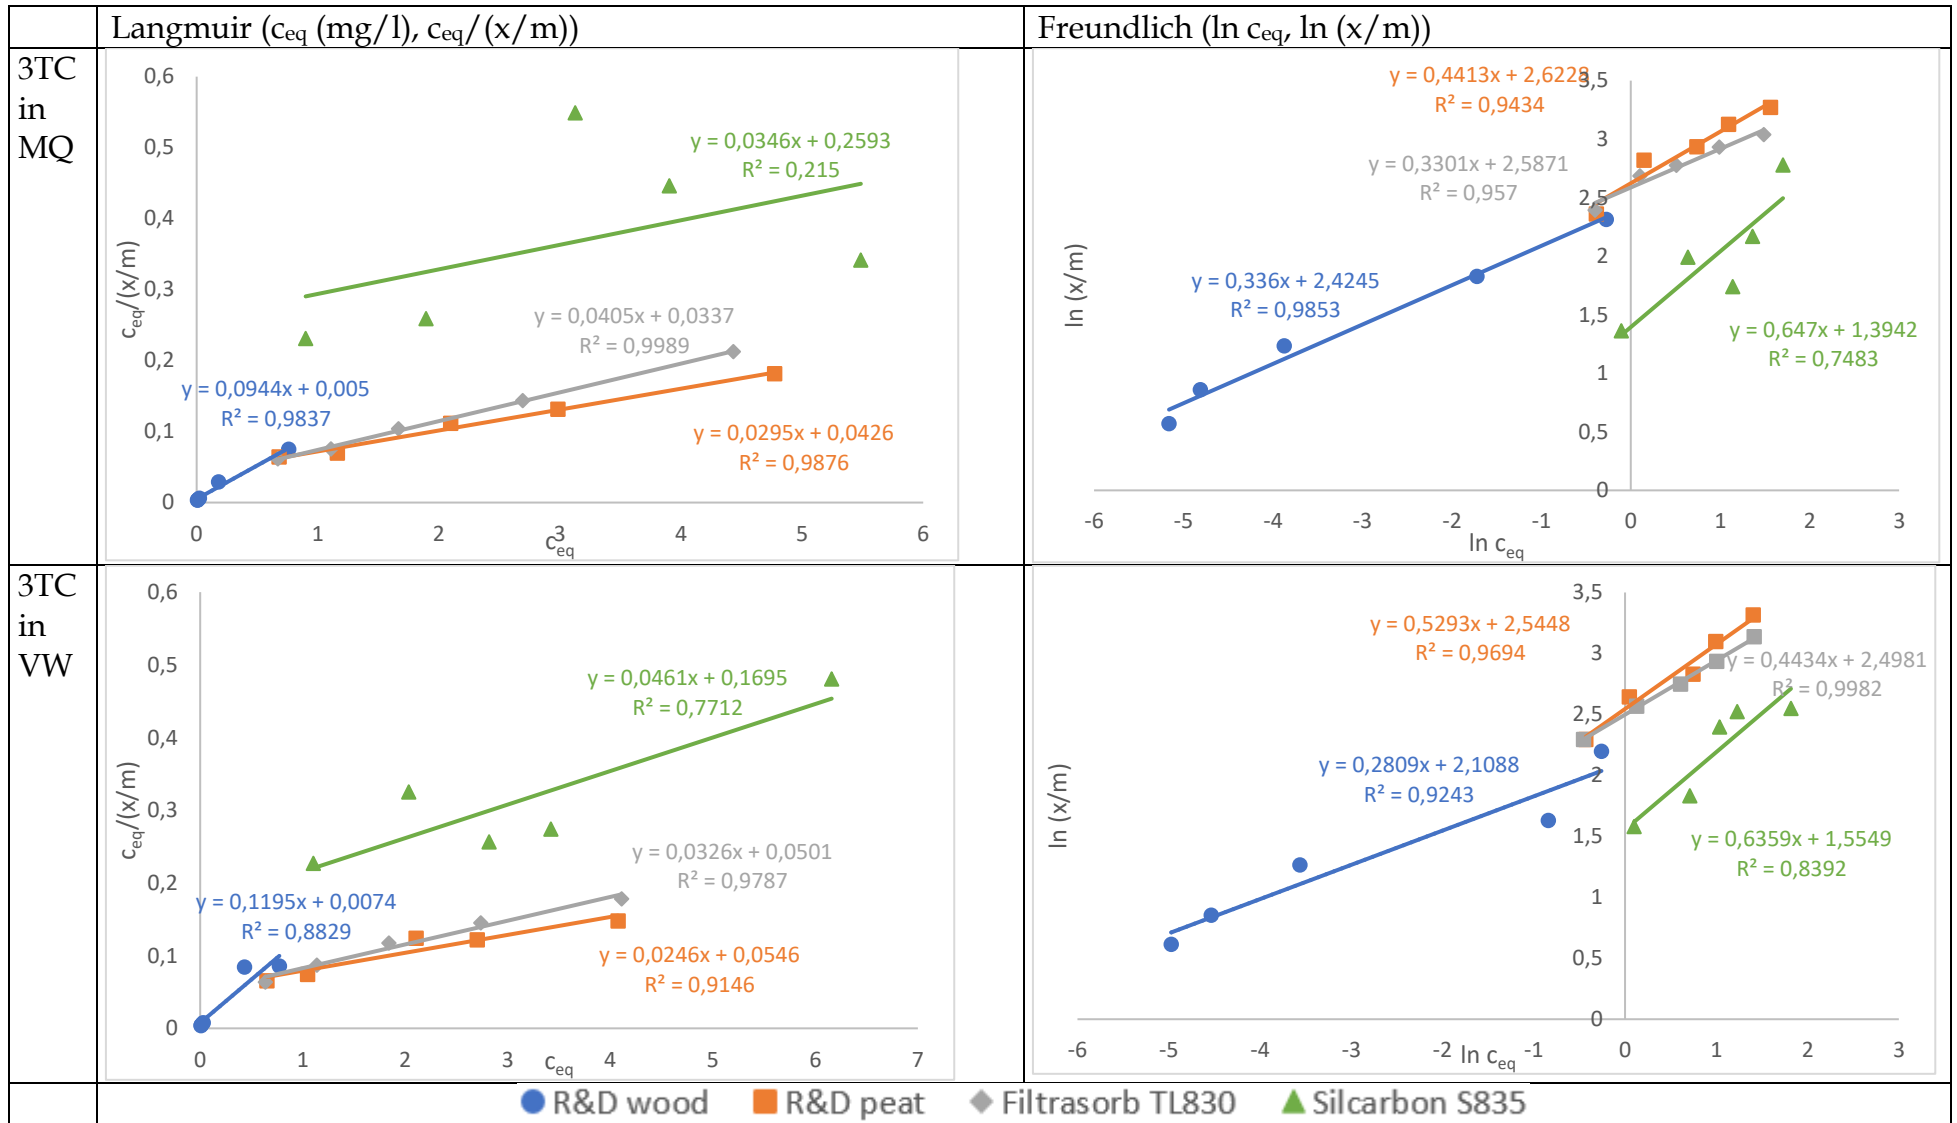 Langmuir (ceq (mg/l), ceq/(x/m))
Freundlich (ln ceq, ln (x/m))
3TC
in
MQ
0,6
0,5
0,4
0,3
0,2
0,1
0
ceq/(x/m)
y = 0,0346x + 0,2593
R² = 0,215
y = 0,0405x + 0,0337
R² = 0,9989
y = 0,0944x + 0,005
R² = 0,9837
y = 0,0295x + 0,0426
R² = 0,9876
0 1 2 3 4 5 6
ceq
y = 0,4413x + 2,6228
R² = 0,9434
y = 0,3301x + 2,5871
R² = 0,957
y = 0,336x + 2,4245
R² = 0,9853
y = 0,647x + 1,3942
R² = 0,7483
3,5
3
2,5
2
1,5
1
0,5
0
ln (x/m)
-6 -5 -4 -3 -2 -1 0 1 2 3
ln ceq
3TC
in
VW
0,6
0,5
0,4
0,3
0,2
0,1
0
ceq/(x/m)
y = 0,0461x + 0,1695
R² = 0,7712
y = 0,0326x + 0,0501
R² = 0,9787
y = 0,1195x + 0,0074
R² = 0,8829
y = 0,0246x + 0,0546
R² = 0,9146
0 1 2 3 4 5 6 7
ceq
3,5
3
2,5
2
1,5
1
0,5
0
ln (x/m)
y = 0,5293x + 2,5448
R² = 0,9694
y = 0,4434x + 2,4981
R² = 0,9982
y = 0,2809x + 2,1088
R² = 0,9243
y = 0,6359x + 1,5549
R² = 0,8392
-6 -5 -4 -3 -2 -1 0 1 2 3
ln ceq
R&D wood R&D peat Filtrasorb TL830 Silcarbon S835